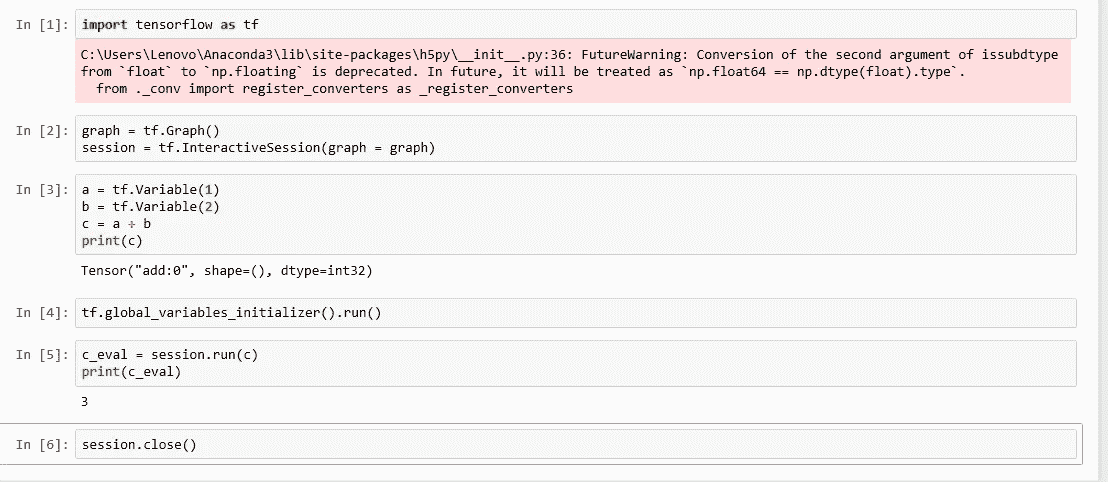 In [1]: import tensorflow as tf
C:\Users\Lenovo\Anaconda3\lib\site-packages\h5py\__init__.py:36: FutureWarning: Conversion of the second argument of issubdtype
from `float` to `np.floating` is deprecated. In future, it will be treated as `np.float64 == np.dtype(float).type`.
from ._conv import register_converters as _register_converters
In [2]: graph = tf.Graph()
session = tf.InteractiveSession(graph = graph)
In [3]: a = tf.Variable(1)
b = tf.Variable(2)
c = a + b
print(c)
Tensor("add:0", shape=(), dtype=int32)
In [4]: tf.global_variables_initializer().run()
In [5]: c_eval = session.run(c)
print(c_eval)
3
In [6]: session.close()